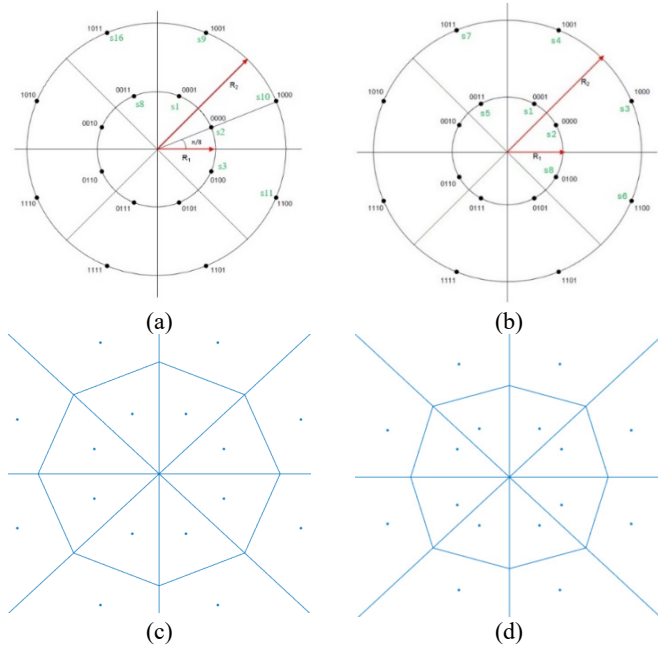 1011 s16 1001 s9
1010 1000 s10
0011 s8 0001 s1
R2
0010 0000 s2
π/8
R1
s3
0110 0100
s11
1110 1100
0111 0101
1111 1101
(a)
1011 s7 1001 s4
1010 1000 s3
0011 s5 0001 s1
R2
0010 0000 s2
R1
0110 s8 0100
s6
1110 1100
0111 0101
1111 1101
(b)
(c)
(d)